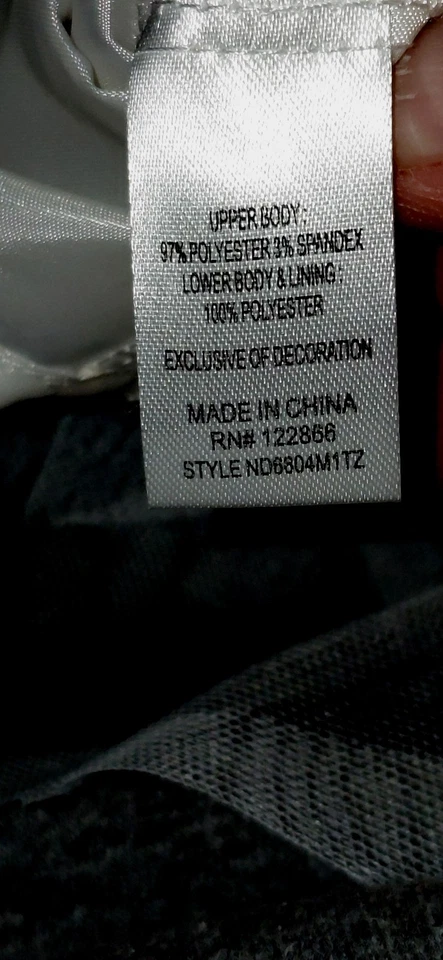 UPPER BODY:
97% POLYESTER 3% SPANDEX
LOWER BODY & LINING:
100% POLYESTER
EXCLUSIVE OF DECORATION
MADE IN CHINA
RN# 122866
STYLE ND6804M1TZ